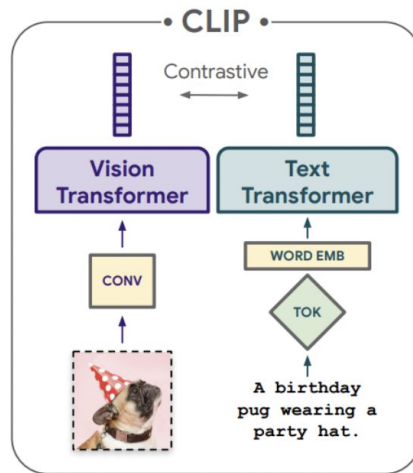 • CLIP •
Contrastive
Vision
Transformer
Text
Transformer
CONV
WORD EMB
TOK
A birthday
pug wearing a
party hat.